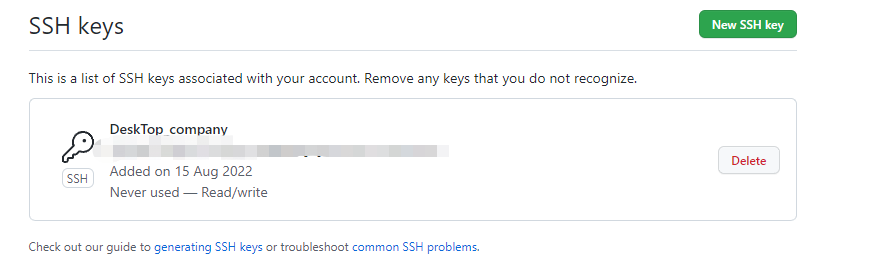 SSH keys
New SSH key
This is a list of SSH keys associated with your account. Remove any keys that you do not recognize.
DeskTop_company
SSH
Added on 15 Aug 2022
Never used — Read/write
Delete
Check out our guide to generating SSH keys or troubleshoot common SSH problems.